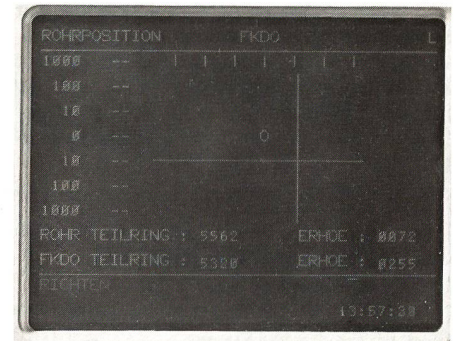 ROHRPOSITION FKDO L
1000 --
100 --
10
0 --
10
100 --
1000
ROHR TEILRING : 5562 ERHOE : 0072
FKDO TEILRING : 5320 ERHOE : 0255
RICHTEN
13:57:38